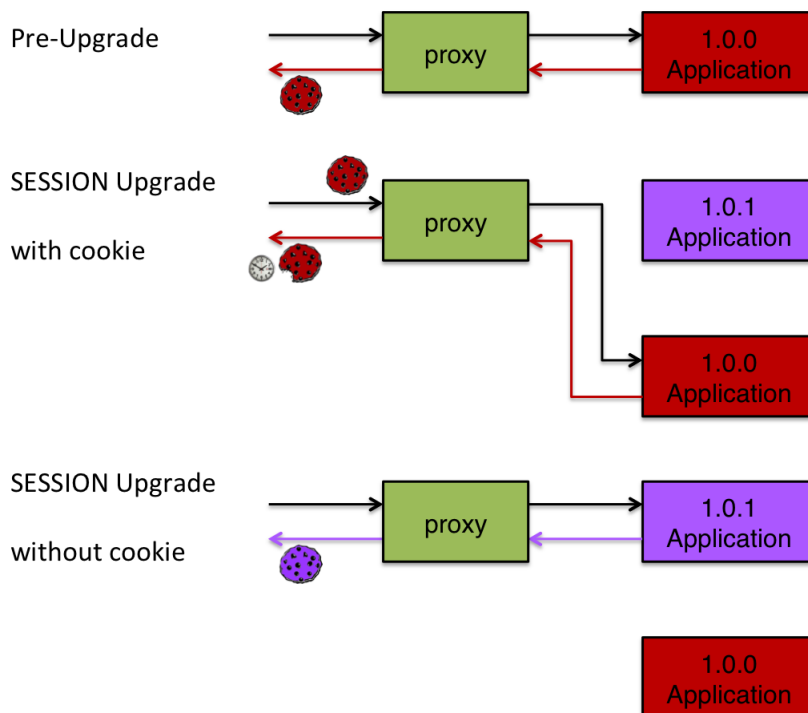 Pre-Upgrade
proxy
1.0.0
Application
SESSION Upgrade
with cookie
proxy
1.0.1
Application
1.0.0
Application
SESSION Upgrade
without cookie
proxy
1.0.1
Application
1.0.0
Application